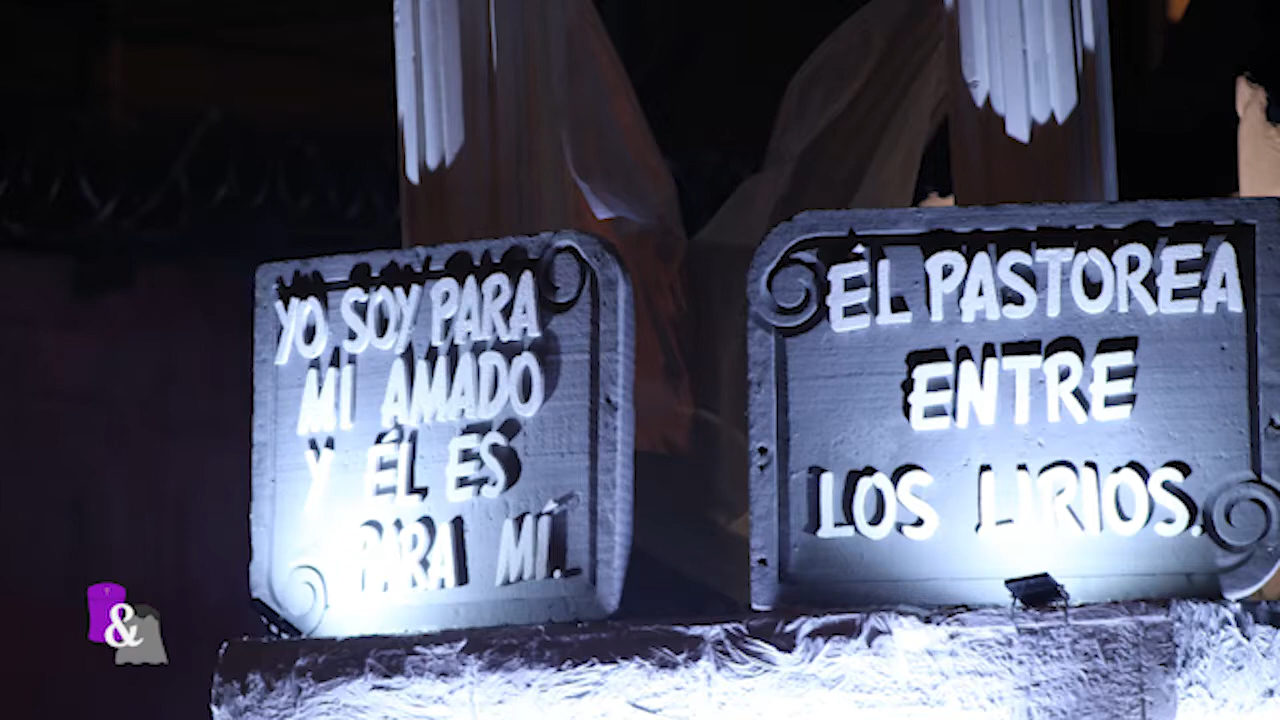 YO SOY PARA
MI AMADO
Y ÉL ES
PARA MÍ.
ÉL PASTOREA
ENTRE
LOS LIRIOS.
&